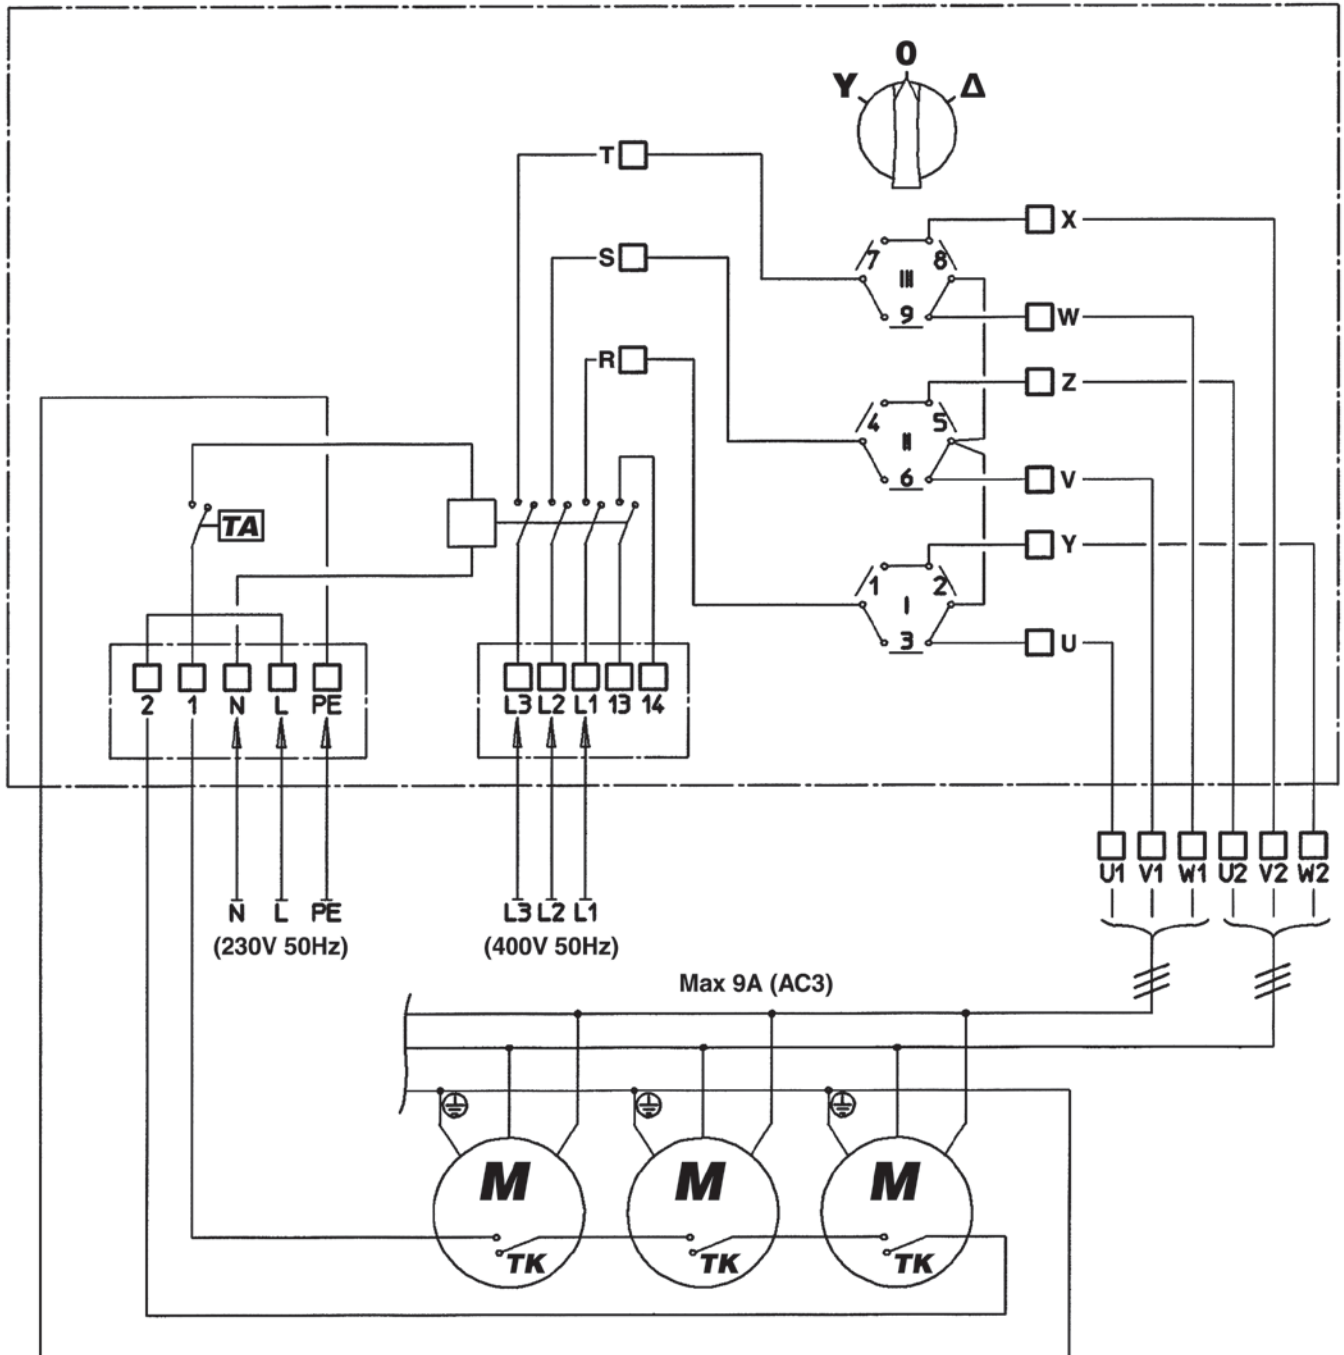 0
Y Δ
T
X
S
7 8
III
9
W
R
Z
4 5
II
6
V
TA
Y
1 2
I
3
U
2 1 N L PE
L3 L2 L1 13 14
U1 V1 W1 U2 V2 W2
N L PE
L3 L2 L1
(230V 50Hz)
(400V 50Hz)
Max 9A (AC3)
M M M
TK TK TK